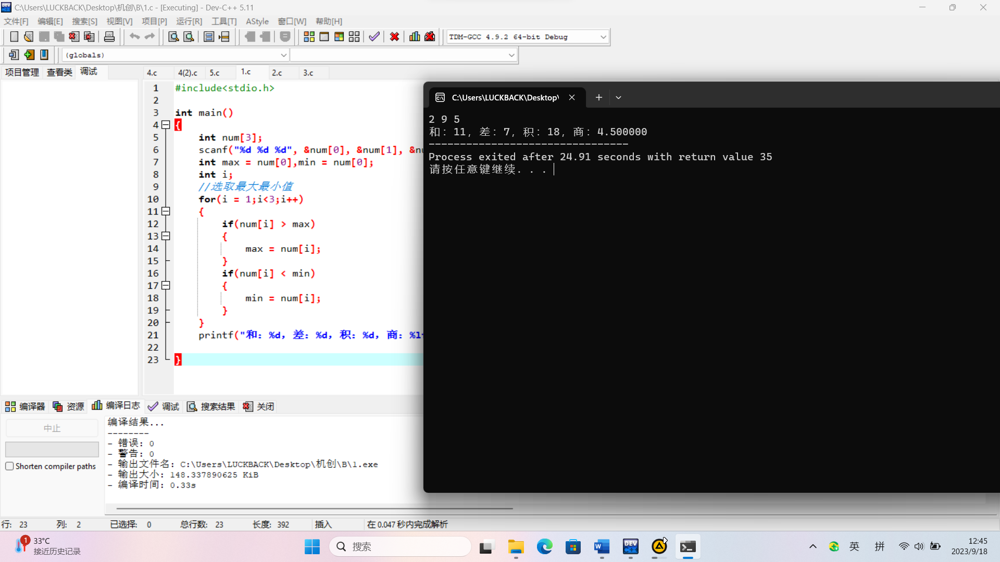 C:\Users\LUCKBACK\Desktop\机创\B\1.c - [Executing] - Dev-C++ 5.11
文件[F] 编辑[E] 搜索[S] 视图[V] 项目[P] 运行[R] 工具[T] AStyle 窗口[W] 帮助[H]
TDM-GCC 4.9.2 64-bit Debug
(globals)
项目管理 查看类 调试
4.c 4(2).c 5.c 1.c 2.c 3.c
1 #include<stdio.h>
2
3 int main()
4 {
5 int num[3];
6 scanf("%d %d %d", &num[0], &num[1], &nu
7 int max = num[0],min = num[0];
8 int i;
9 //选取最大最小值
10 for(i = 1;i<3;i++)
11 {
12 if(num[i] > max)
13 {
14 max = num[i];
15 }
16 if(num[i] < min)
17 {
18 min = num[i];
19 }
20 }
21 printf("和: %d, 差: %d, 积: %d, 商: %l
22
23 }
C:\Users\LUCKBACK\Desktop\
2 9 5
和: 11, 差: 7, 积: 18, 商: 4.500000
--------------------------------
Process exited after 24.91 seconds with return value 35
请按任意键继续. . .
编译器 资源 编译日志 调试 搜索结果 关闭
中止
Shorten compiler paths
编译结果...
--------
- 错误: 0
- 警告: 0
- 输出文件名: C:\Users\LUCKBACK\Desktop\机创\B\1.exe
- 输出大小: 148.337890625 KiB
- 编译时间: 0.33s
行: 23 列: 2 已选择: 0 总行数: 23 长度: 392 插入 在 0.047 秒内完成解析
1
33°C
接近历史记录
搜索
W
DEV
英 拼
12:45
2023/9/18